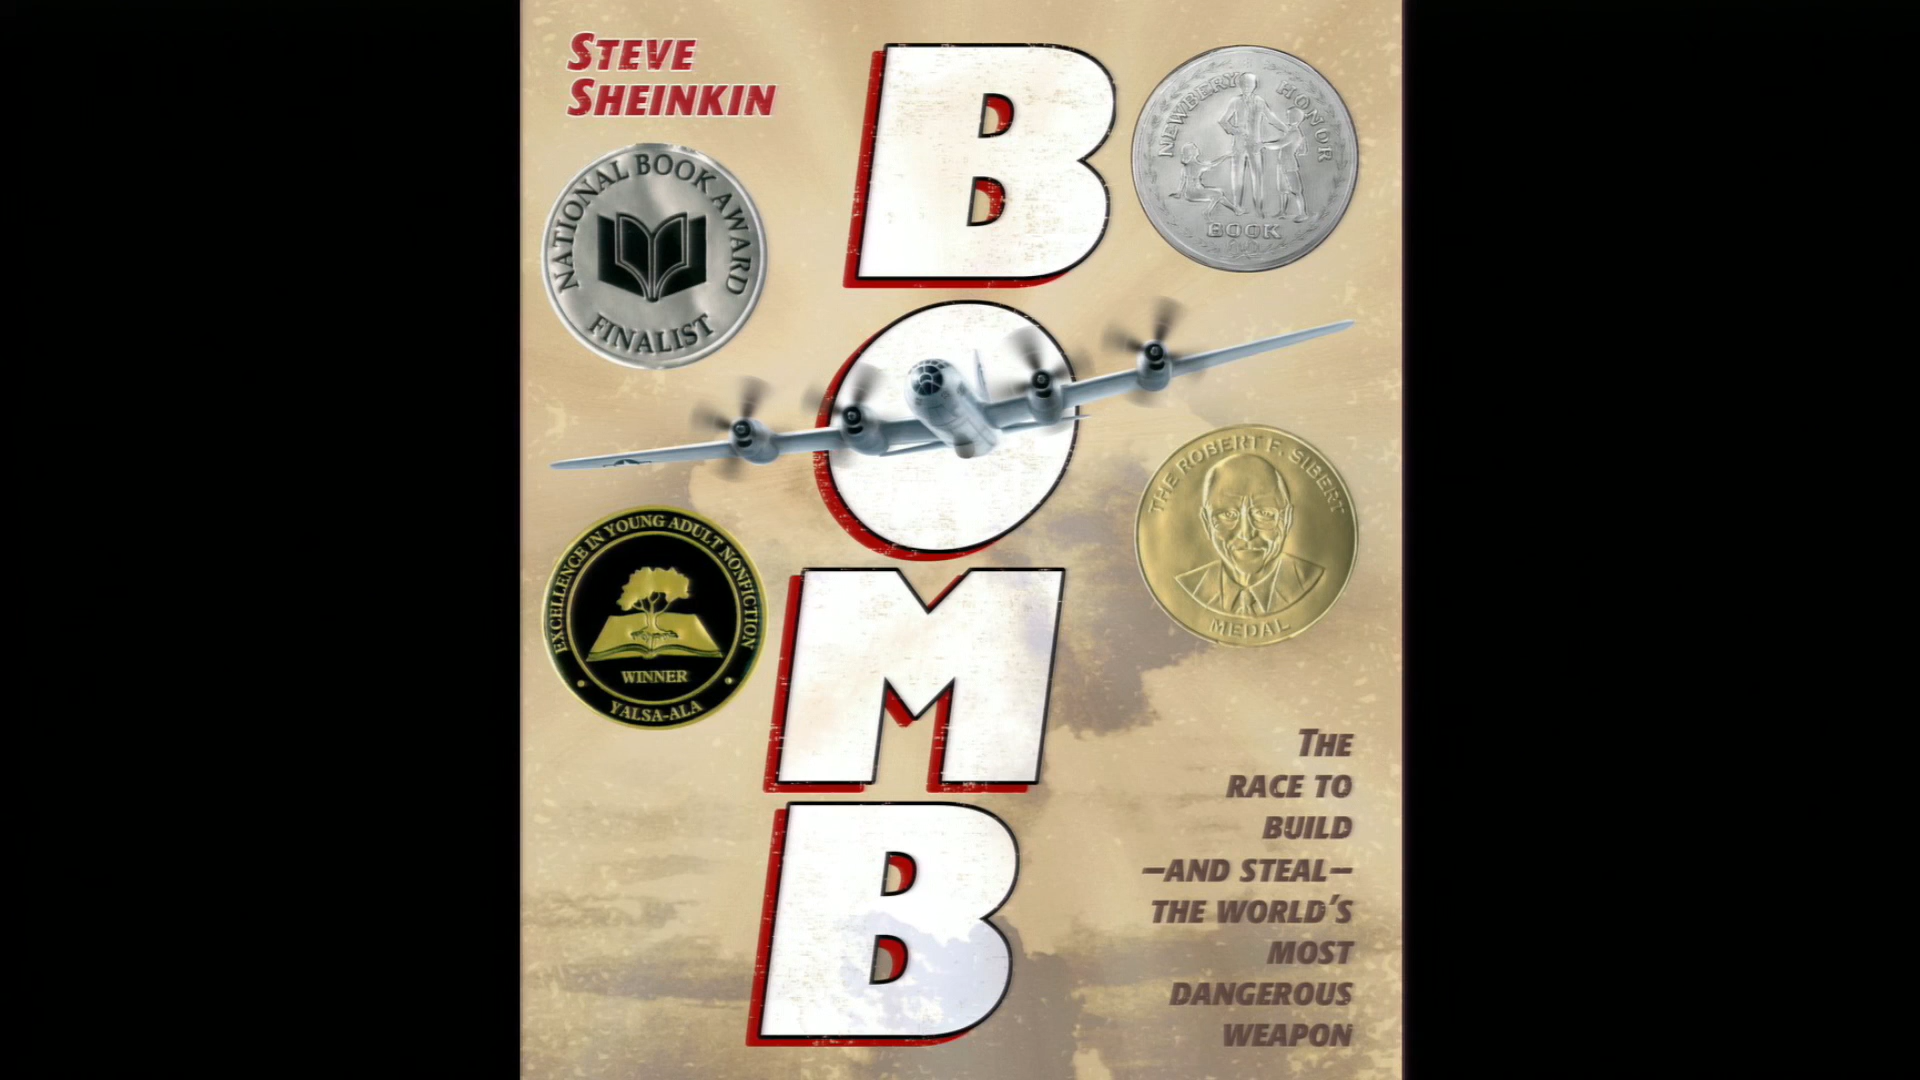 STEVE
SHEINKIN
BOMB
NATIONAL BOOK AWARD
FINALIST
NEWBERY HONOR
BOOK
EXCELLENCE IN YOUNG ADULT NONFICTION
WINNER
YALSA-ALA
THE ROBERT F. SIBERT
MEDAL
THE
RACE TO
BUILD
—AND STEAL—
THE WORLD'S
MOST
DANGEROUS
WEAPON